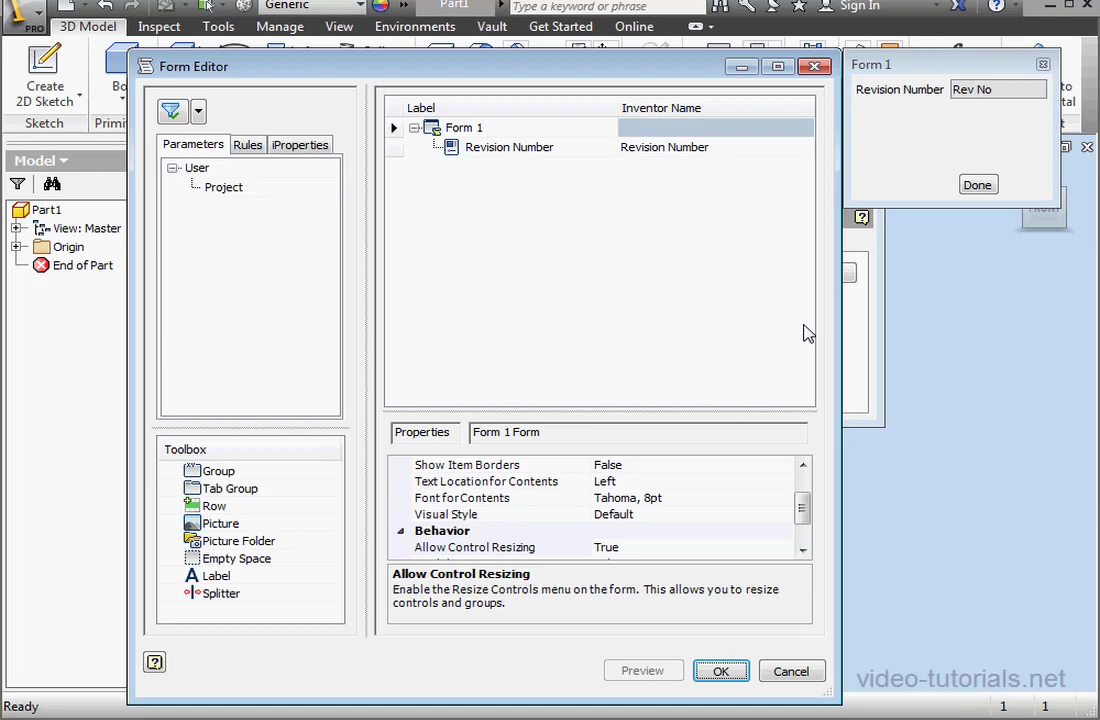 Generic Part1 Type a keyword or phrase Sign In
PRO 3D Model Inspect Tools Manage View Environments Vault Get Started Online
Create
2D Sketch
Sketch
Model
Part1
View: Master
Origin
End of Part
Form Editor
Parameters Rules iProperties
User
Project
Toolbox
Group
Tab Group
Row
Picture
Picture Folder
Empty Space
Label
Splitter
Label Inventor Name
Form 1
Revision Number Revision Number
Properties Form 1 Form
Show Item Borders False
Text Location for Contents Left
Font for Contents Tahoma, 8pt
Visual Style Default
Behavior
Allow Control Resizing True
Allow Control Resizing
Enable the Resize Controls menu on the form. This allows you to resize
controls and groups.
Preview OK Cancel
Form 1
Revision Number Rev No
Done
FRONT
video-tutorials.net
Ready 1 1